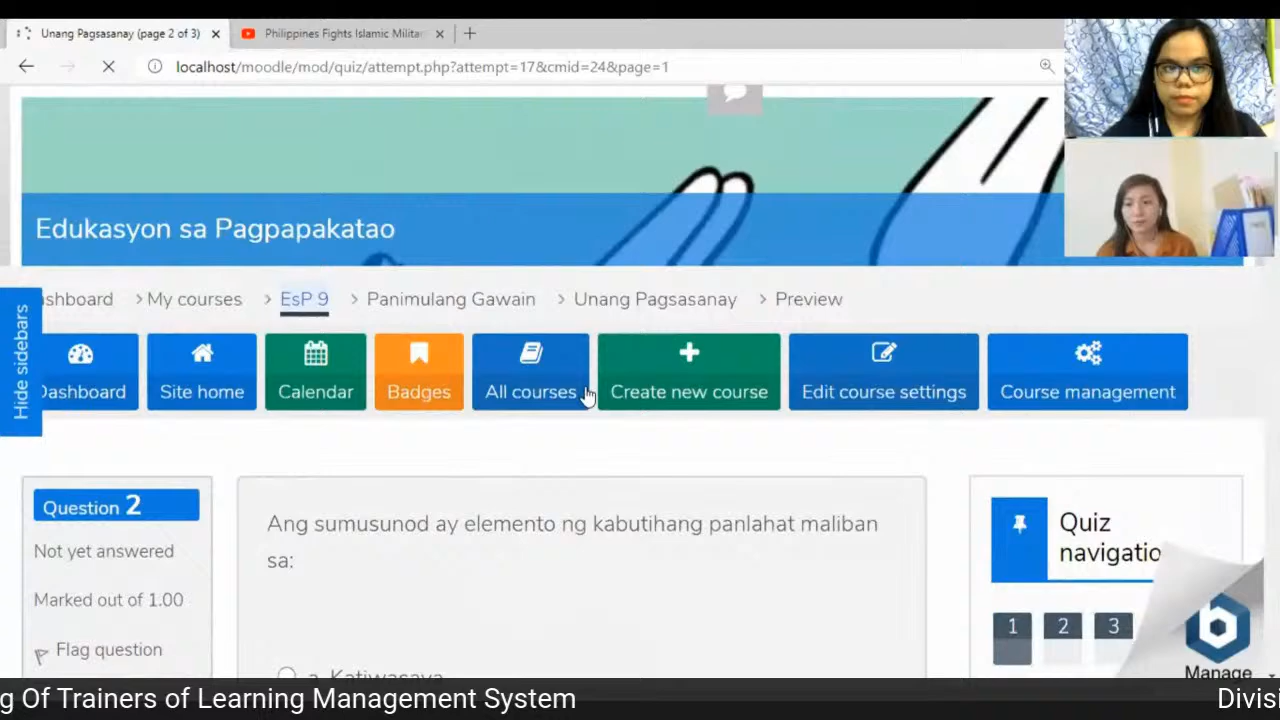 Unang Pagsasanay (page 2 of 3)
Philippines Fights Islamic Milita
localhost/moodle/mod/quiz/attempt.php?attempt=17&cmid=24&page=1
Edukasyon sa Pagpapakatao
shboard > My courses > EsP 9 > Panimulang Gawain > Unang Pagsasanay > Preview
Hide sidebars
Dashboard
Site home
Calendar
Badges
All courses
Create new course
Edit course settings
Course management
Question 2
Not yet answered
Marked out of 1.00
Flag question
Ang sumusunod ay elemento ng kabutihang panlahat maliban
sa:
a. Katiwasaya
Quiz
navigatio
1 2 3
Manage
g Of Trainers of Learning Management System
Divisi